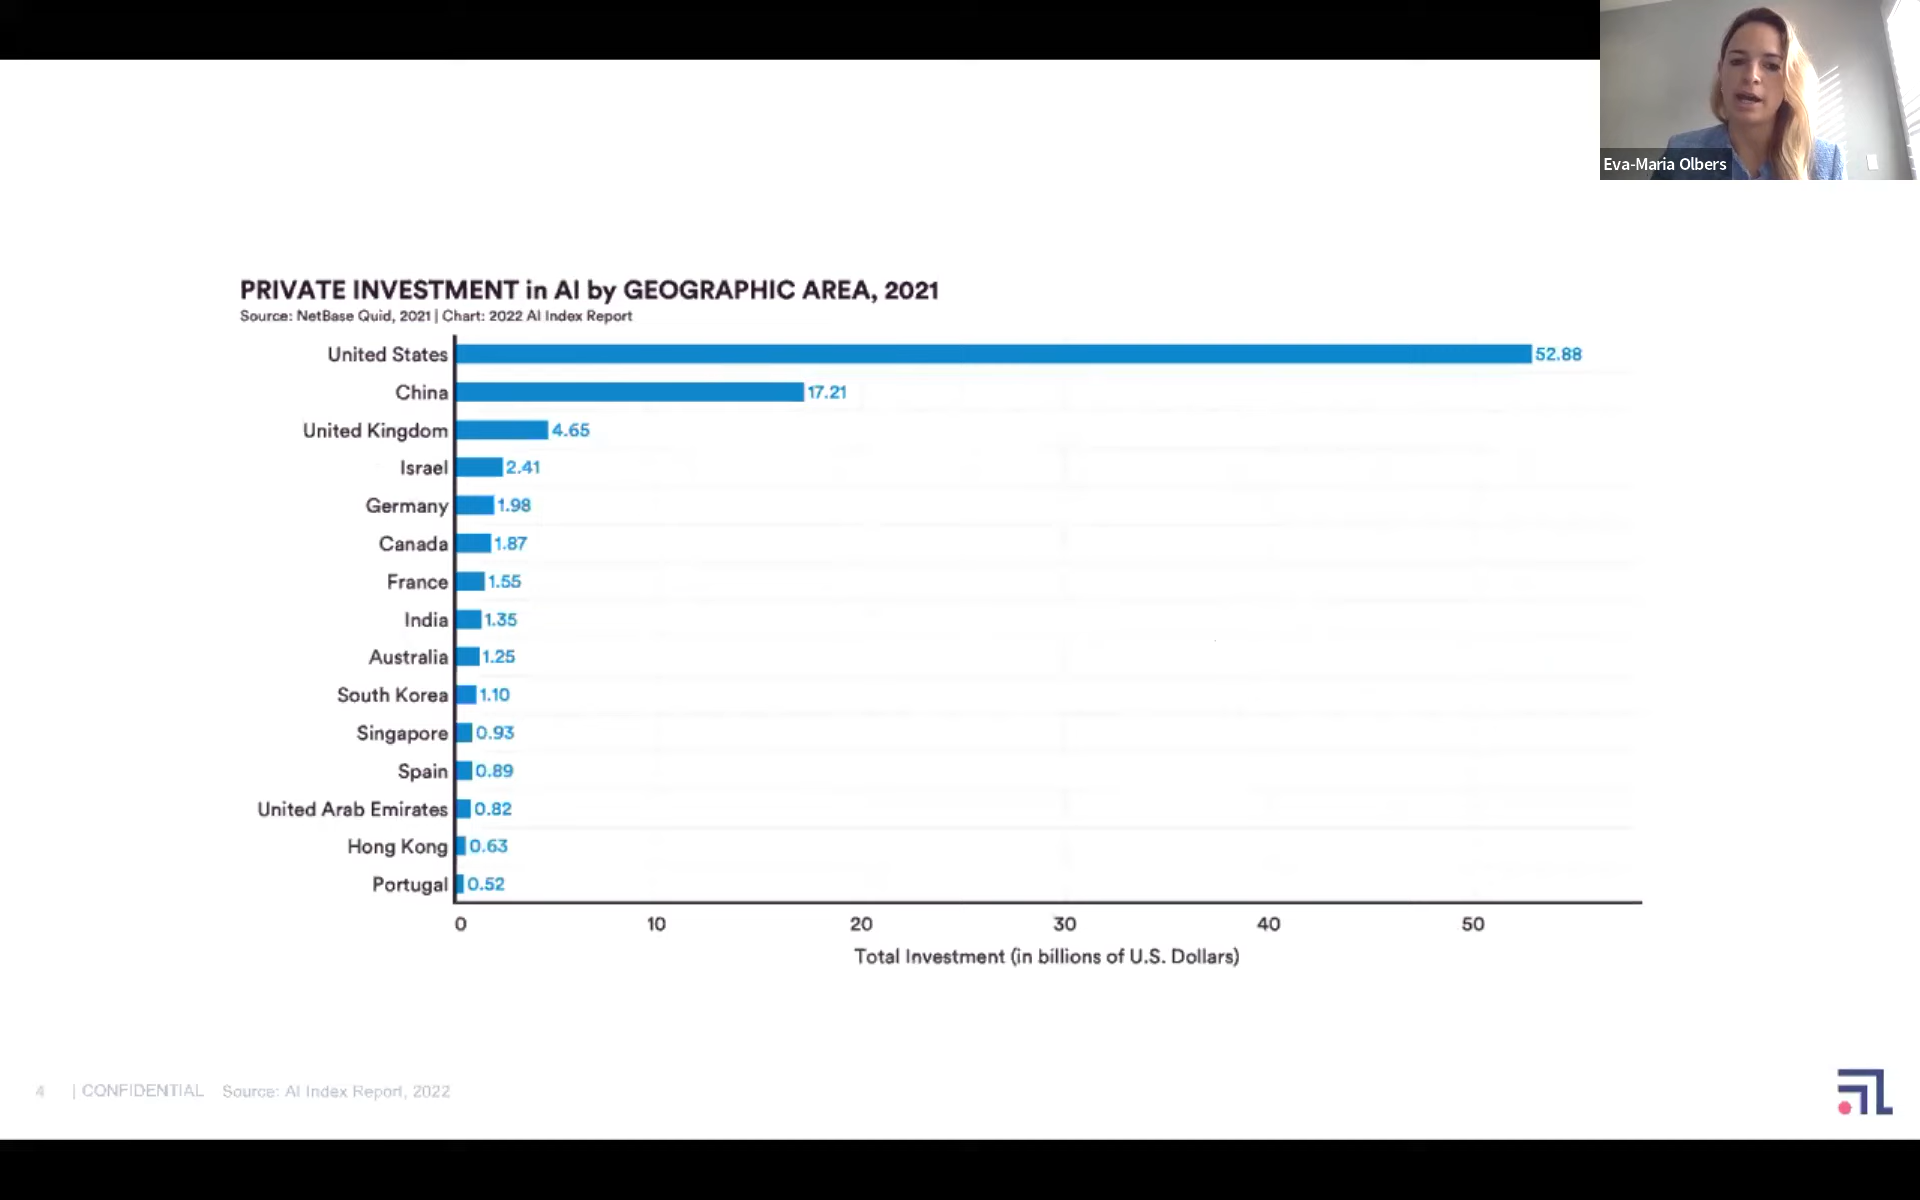 Eva-Maria Olbers
PRIVATE INVESTMENT in AI by GEOGRAPHIC AREA, 2021
Source: NetBase Quid, 2021 | Chart: 2022 AI Index Report
United States 52.88
China 17.21
United Kingdom 4.65
Israel 2.41
Germany 1.98
Canada 1.87
France 1.55
India 1.35
Australia 1.25
South Korea 1.10
Singapore 0.93
Spain 0.89
United Arab Emirates 0.82
Hong Kong 0.63
Portugal 0.52
0 10 20 30 40 50
Total Investment (in billions of U.S. Dollars)
4 | CONFIDENTIAL Source: AI Index Report, 2022